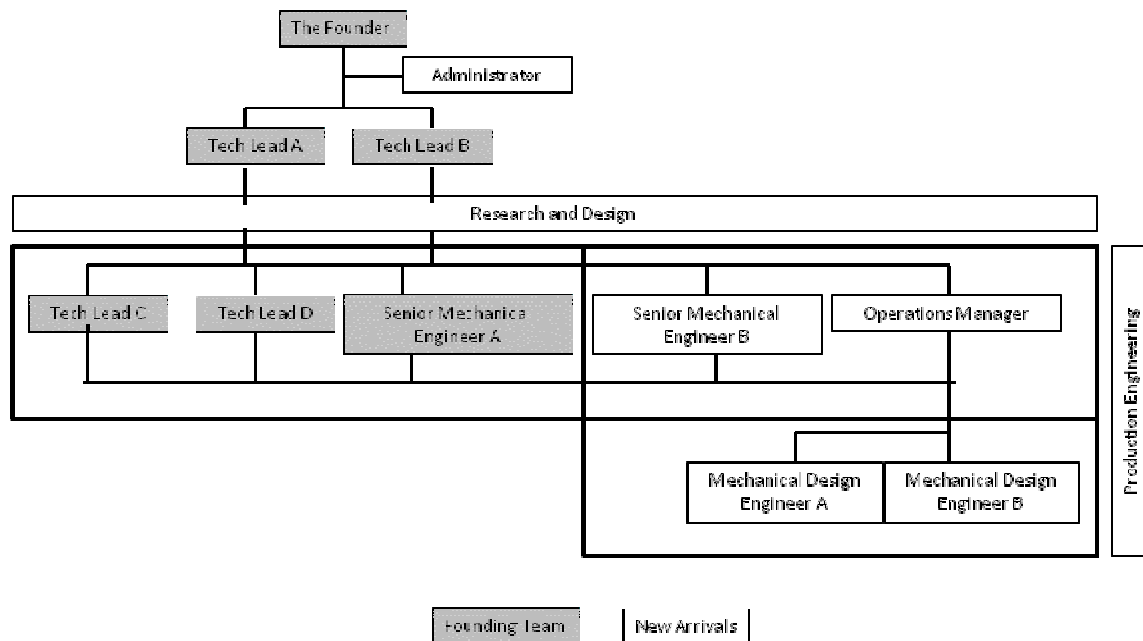 The Founder
Administrator
Tech Lead A
Tech Lead B
Research and Design
Tech Lead C
Tech Lead D
Senior Mechanical
Engineer A
Senior Mechanical
Engineer B
Operations Manager
Production Engineering
Mechanical Design
Engineer A
Mechanical Design
Engineer B
Founding Team
New Arrivals